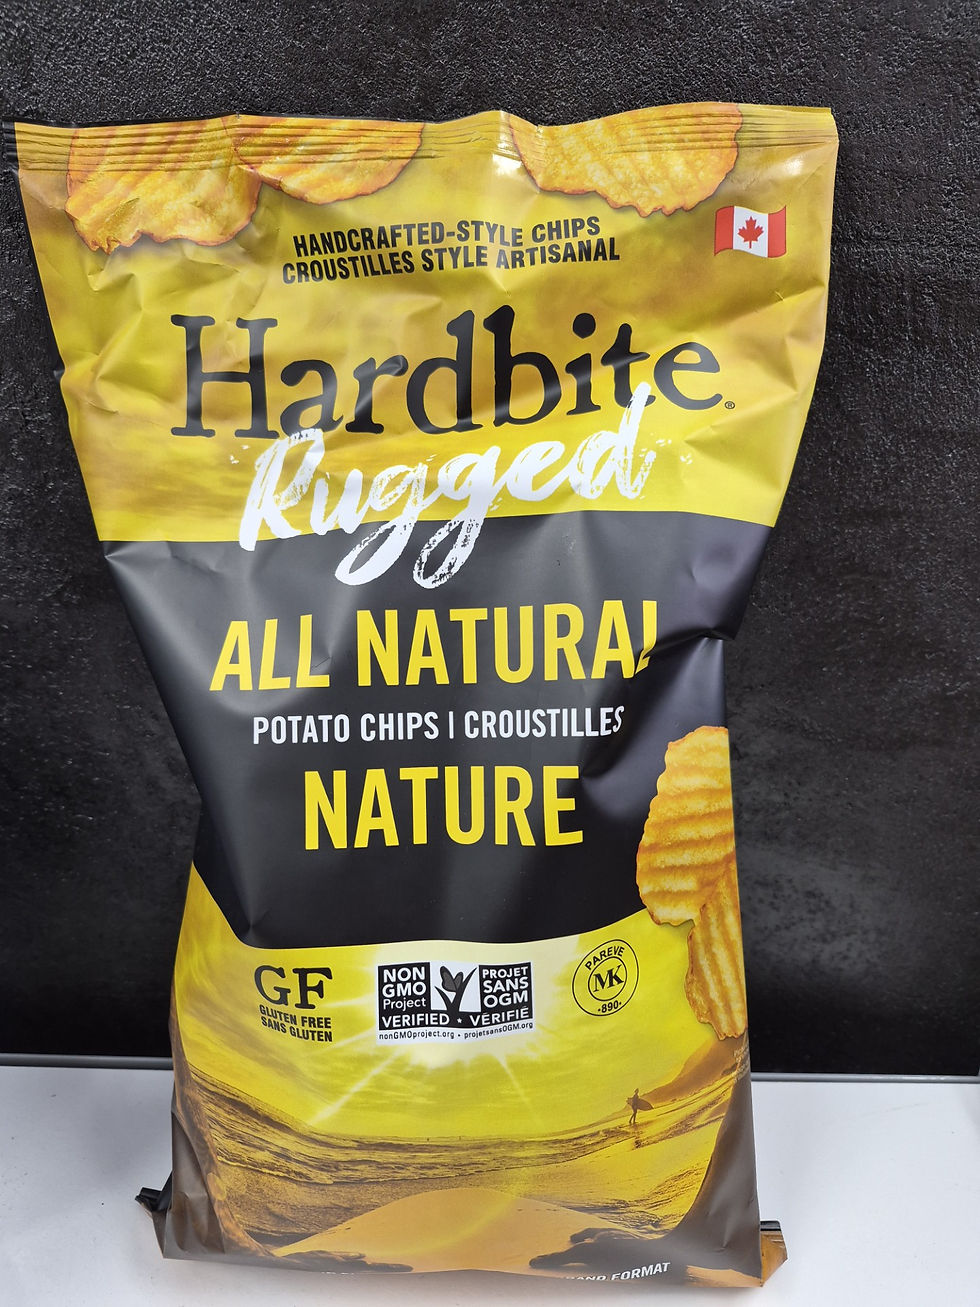 HANDCRAFTED-STYLE CHIPS
CROUSTILLES STYLE ARTISANAL
Hardbite®
Rugged
ALL NATURAL
POTATO CHIPS | CROUSTILLES
NATURE
GF
GLUTEN FREE
SANS GLUTEN
NON
GMO
Project
VERIFIED
PROJET
SANS
OGM
VÉRIFIÉ
nonGMOproject.org • projetsansOGM.org
PAREVE
MK
•890•
FORMAT